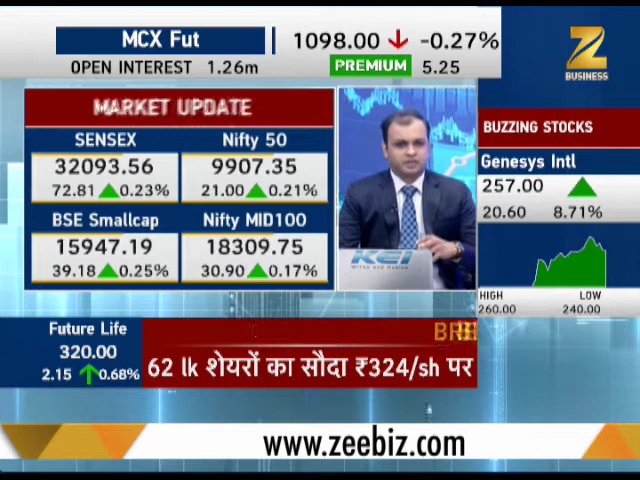 MCX Fut
OPEN INTEREST 1.26m
1098.00 -0.27%
PREMIUM 5.25
Z
BUSINESS
MARKET UPDATE
SENSEX
32093.56
72.81 0.23%
Nifty 50
9907.35
21.00 0.21%
BSE Smallcap
15947.19
39.18 0.25%
Nifty MID100
18309.75
30.90 0.17%
KEI
BUZZING STOCKS
Genesys Intl
257.00
20.60 8.71%
HIGH LOW
260.00 240.00
Future Life
320.00
2.15 0.68%
62 lk शेयरों का सौदा ₹324/sh पर
www.zeebiz.com